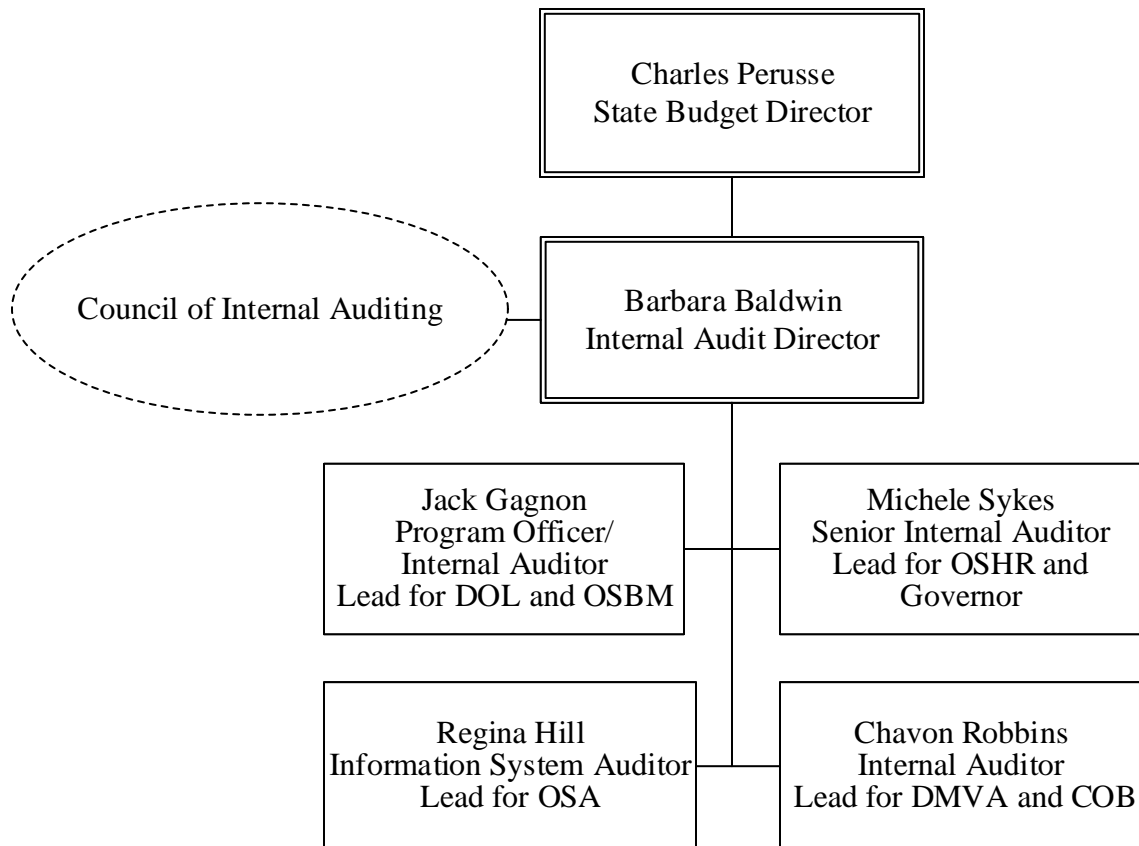 Charles Perusse
State Budget Director
Council of Internal Auditing
Barbara Baldwin
Internal Audit Director
Jack Gagnon
Program Officer/
Internal Auditor
Lead for DOL and OSBM
Michele Sykes
Senior Internal Auditor
Lead for OSHR and
Governor
Regina Hill
Information System Auditor
Lead for OSA
Chavon Robbins
Internal Auditor
Lead for DMVA and COB